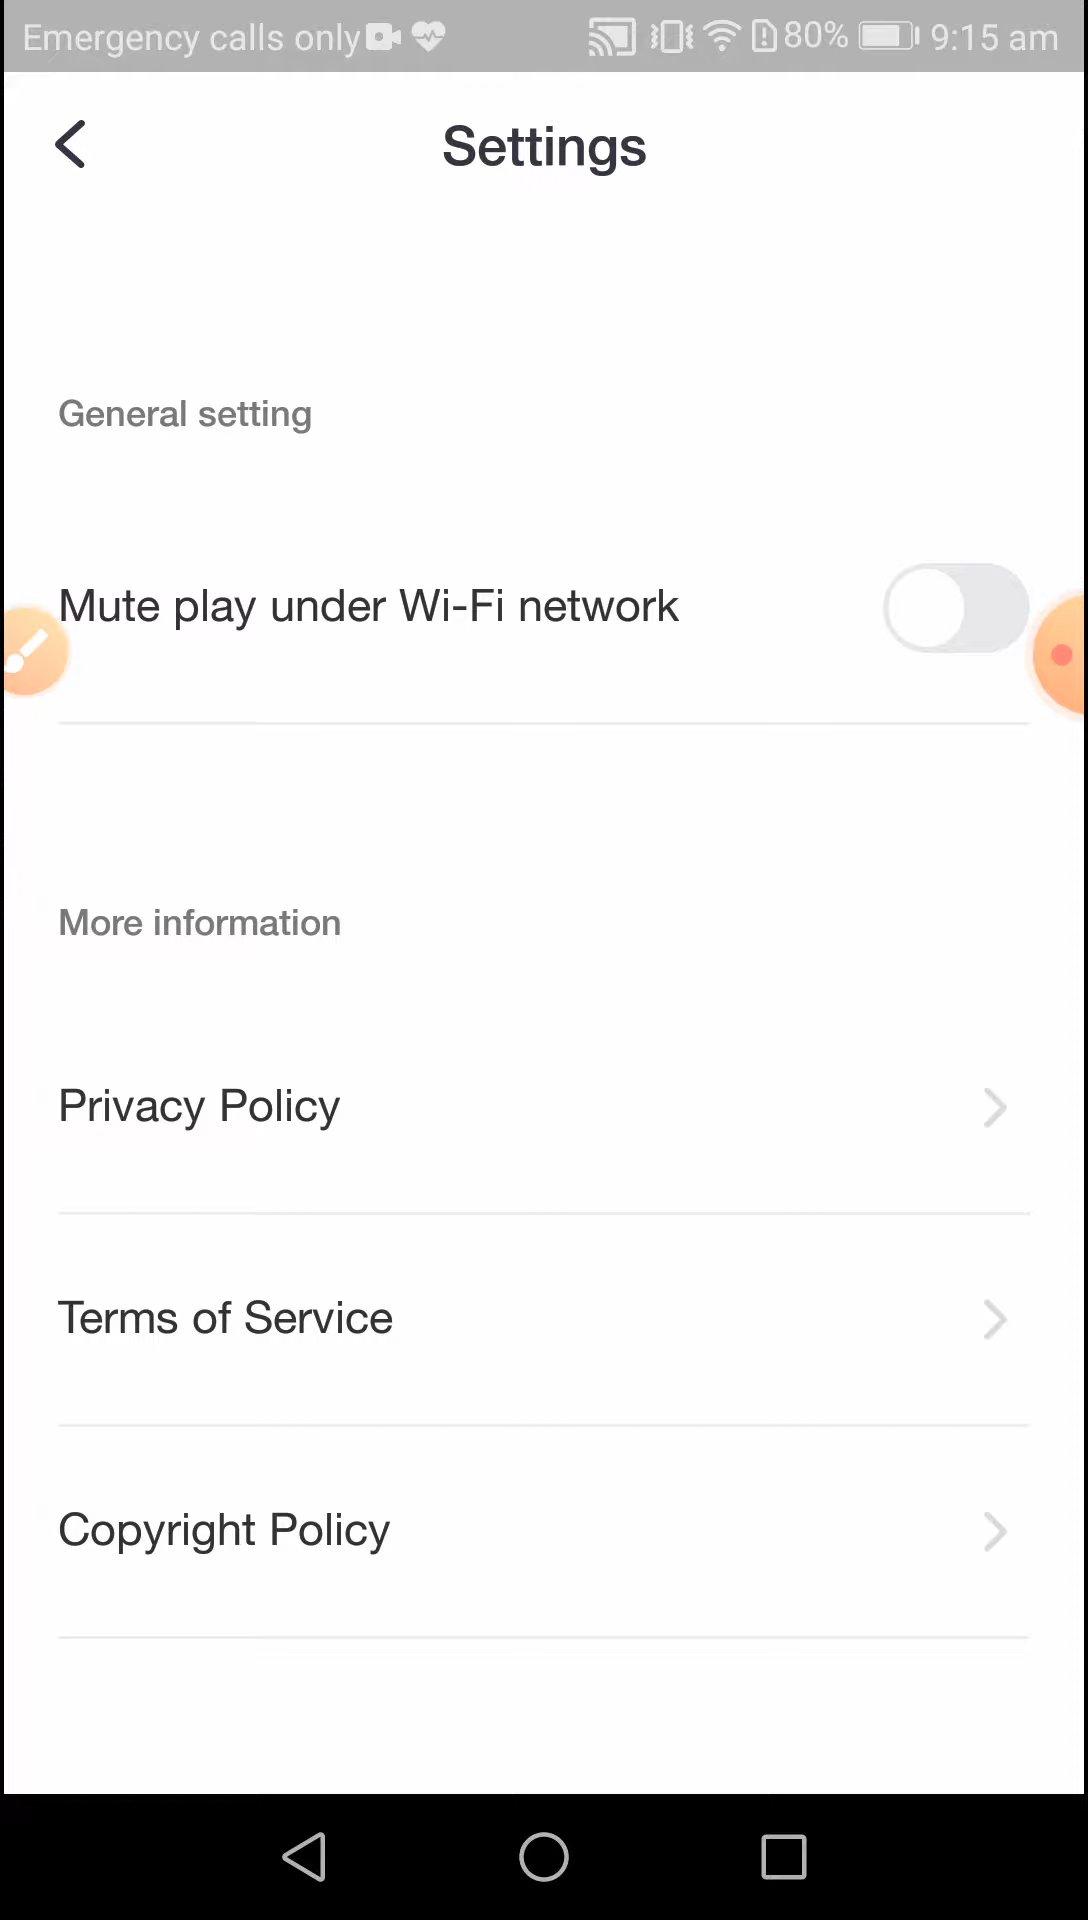 Emergency calls only 80% 9:15 am
Settings
General setting
Mute play under Wi-Fi network
More information
Privacy Policy
Terms of Service
Copyright Policy